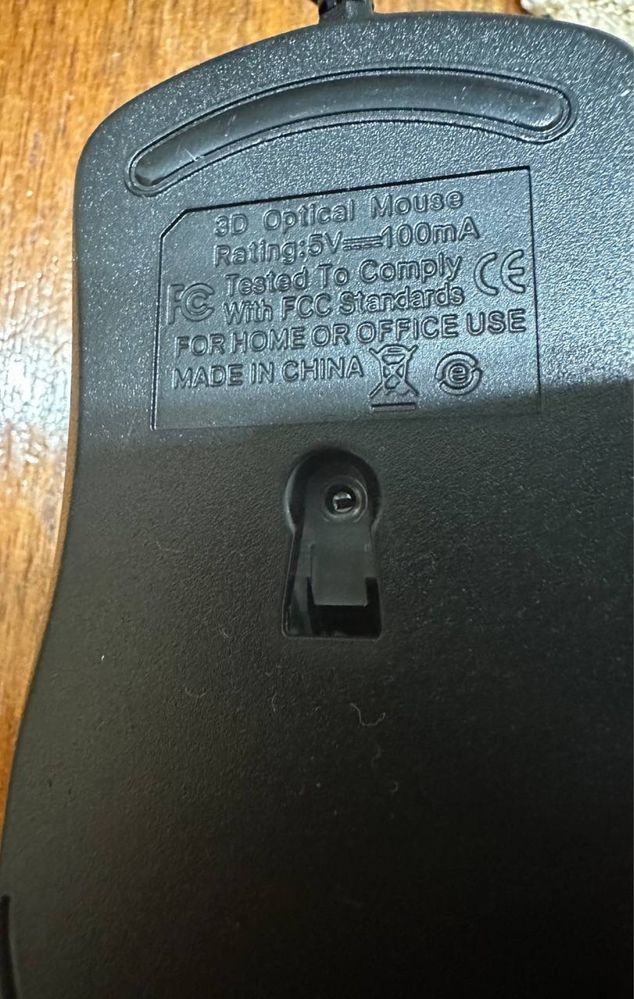 3D Optical Mouse
Rating:5V⎓100mA
FC Tested To Comply CE
With FCC Standards
FOR HOME OR OFFICE USE
MADE IN CHINA e